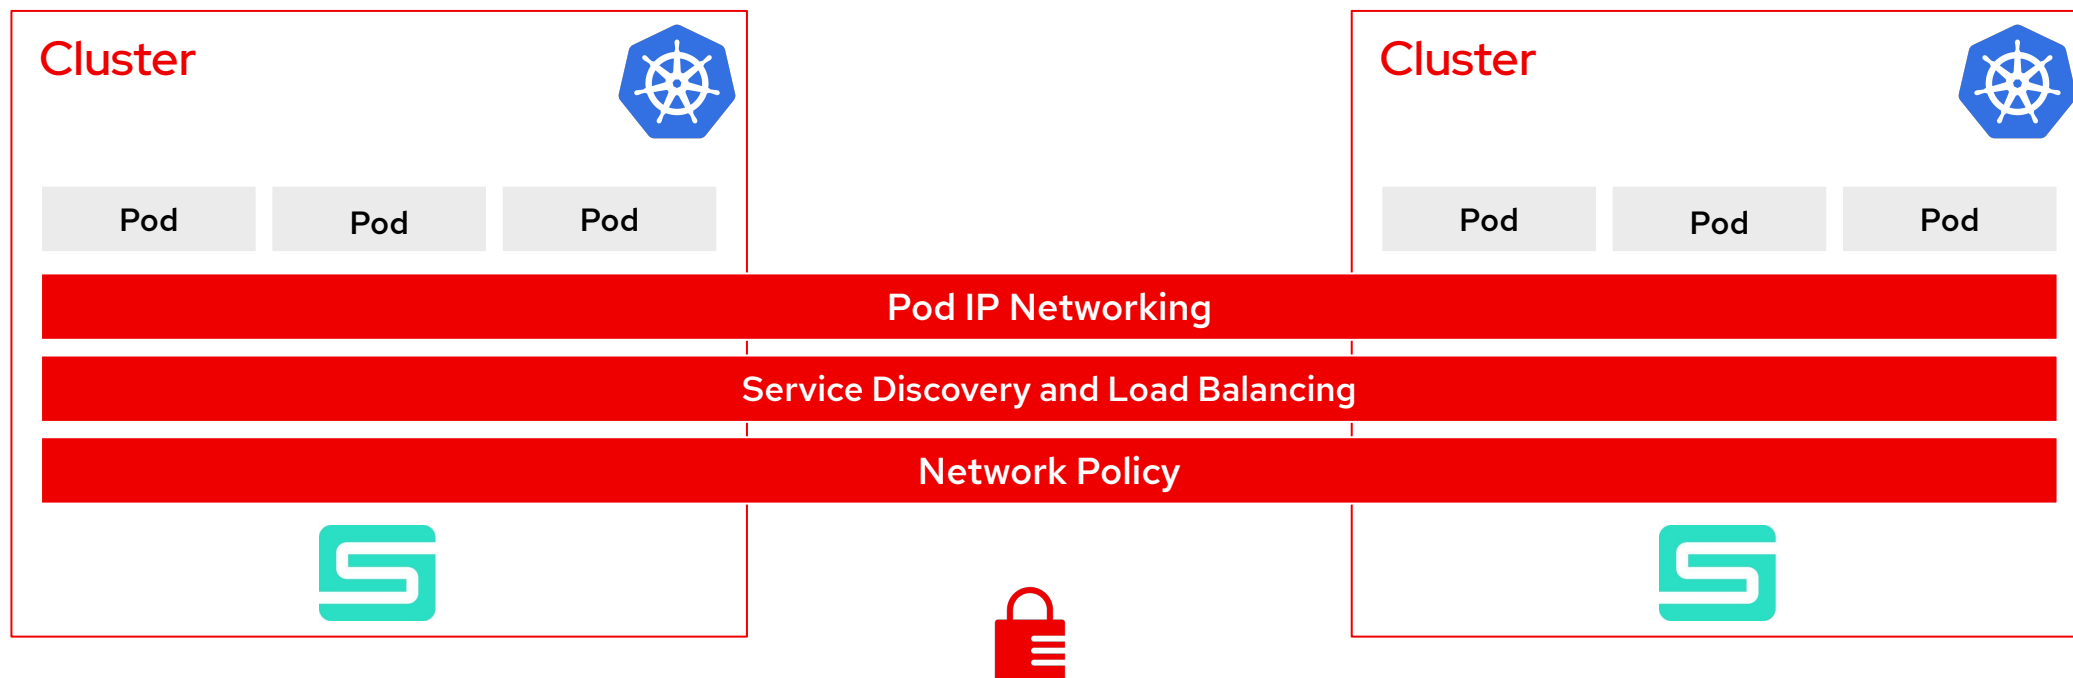 Cluster
Cluster
Pod
Pod
Pod
Pod
Pod
Pod
Pod IP Networking
Service Discovery and Load Balancing
Network Policy